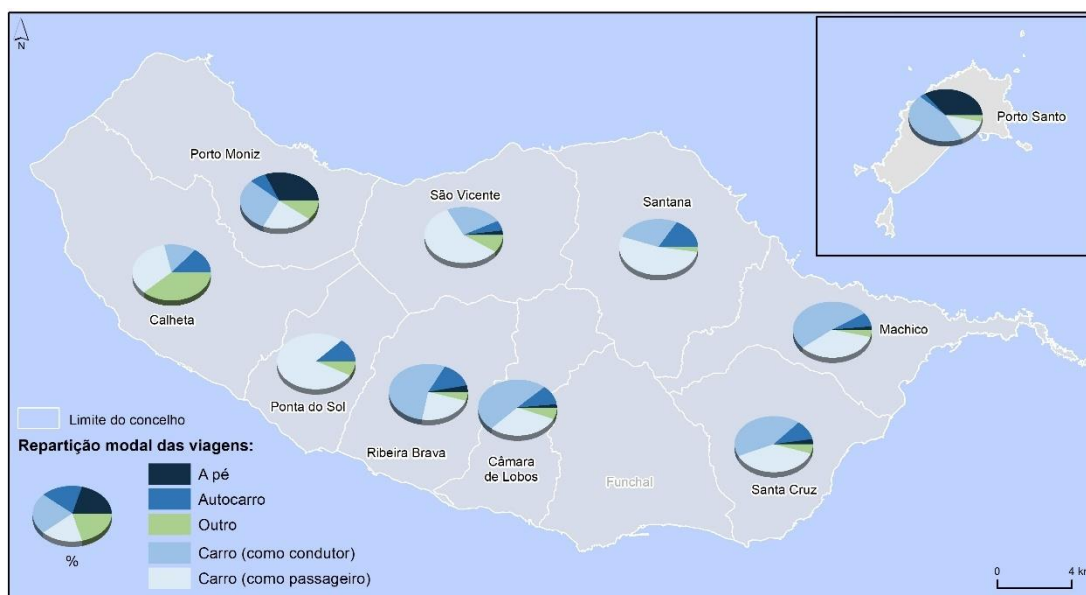 N
Porto Santo
Porto Moniz
São Vicente
Santana
Calheta
Machico
Ponta do Sol
Ribeira Brava
Câmara
de Lobos
Funchal
Santa Cruz
Limite do concelho
Repartição modal das viagens:
A pé
Autocarro
Outro
Carro (como condutor)
Carro (como passageiro)
%
0 4 km